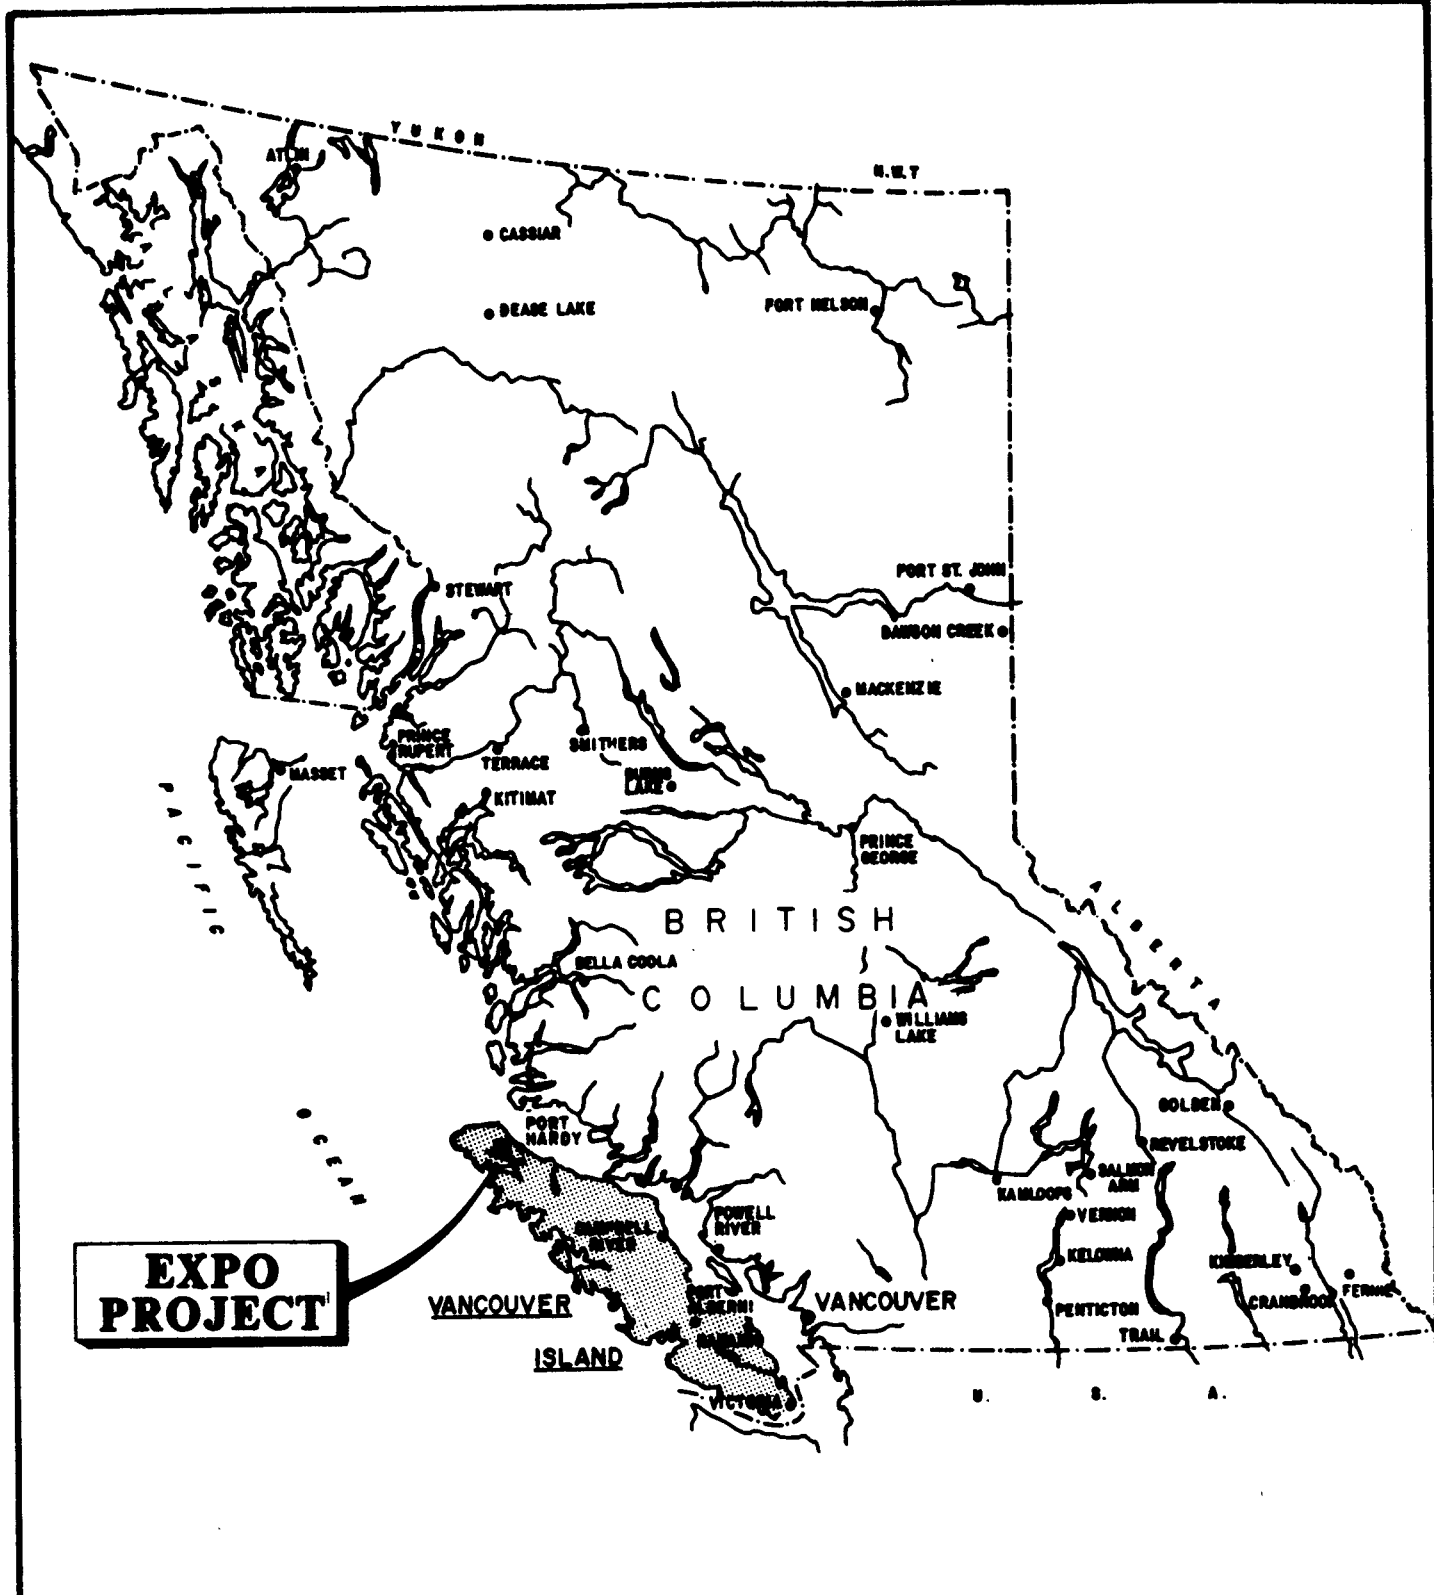 YUKON
N.W.T
ATLIN
CASSIAR
DEASE LAKE
FORT NELSON
STEWART
FORT ST. JOHN
DAWSON CREEK
MACKENZIE
PRINCE
RUPERT
TERRACE
SMITHERS
BURNS
LAKE
MASSET
KITIMAT
PRINCE
GEORGE
PACIFIC
OCEAN
ALBERTA
BRITISH
COLUMBIA
BELLA COOLA
WILLIAMS
LAKE
PORT
HARDY
GOLDEN
REVELSTOKE
SALMON
ARM
KAMLOOPS
VERNON
KELOWNA
PENTICTON
KIMBERLEY
CRANBROOK
FERNIE
TRAIL
CAMPBELL
RIVER
POWELL
RIVER
PORT
ALBERNI
NANAIMO
VICTORIA
VANCOUVER
EXPO
PROJECT
VANCOUVER
ISLAND
U. S. A.